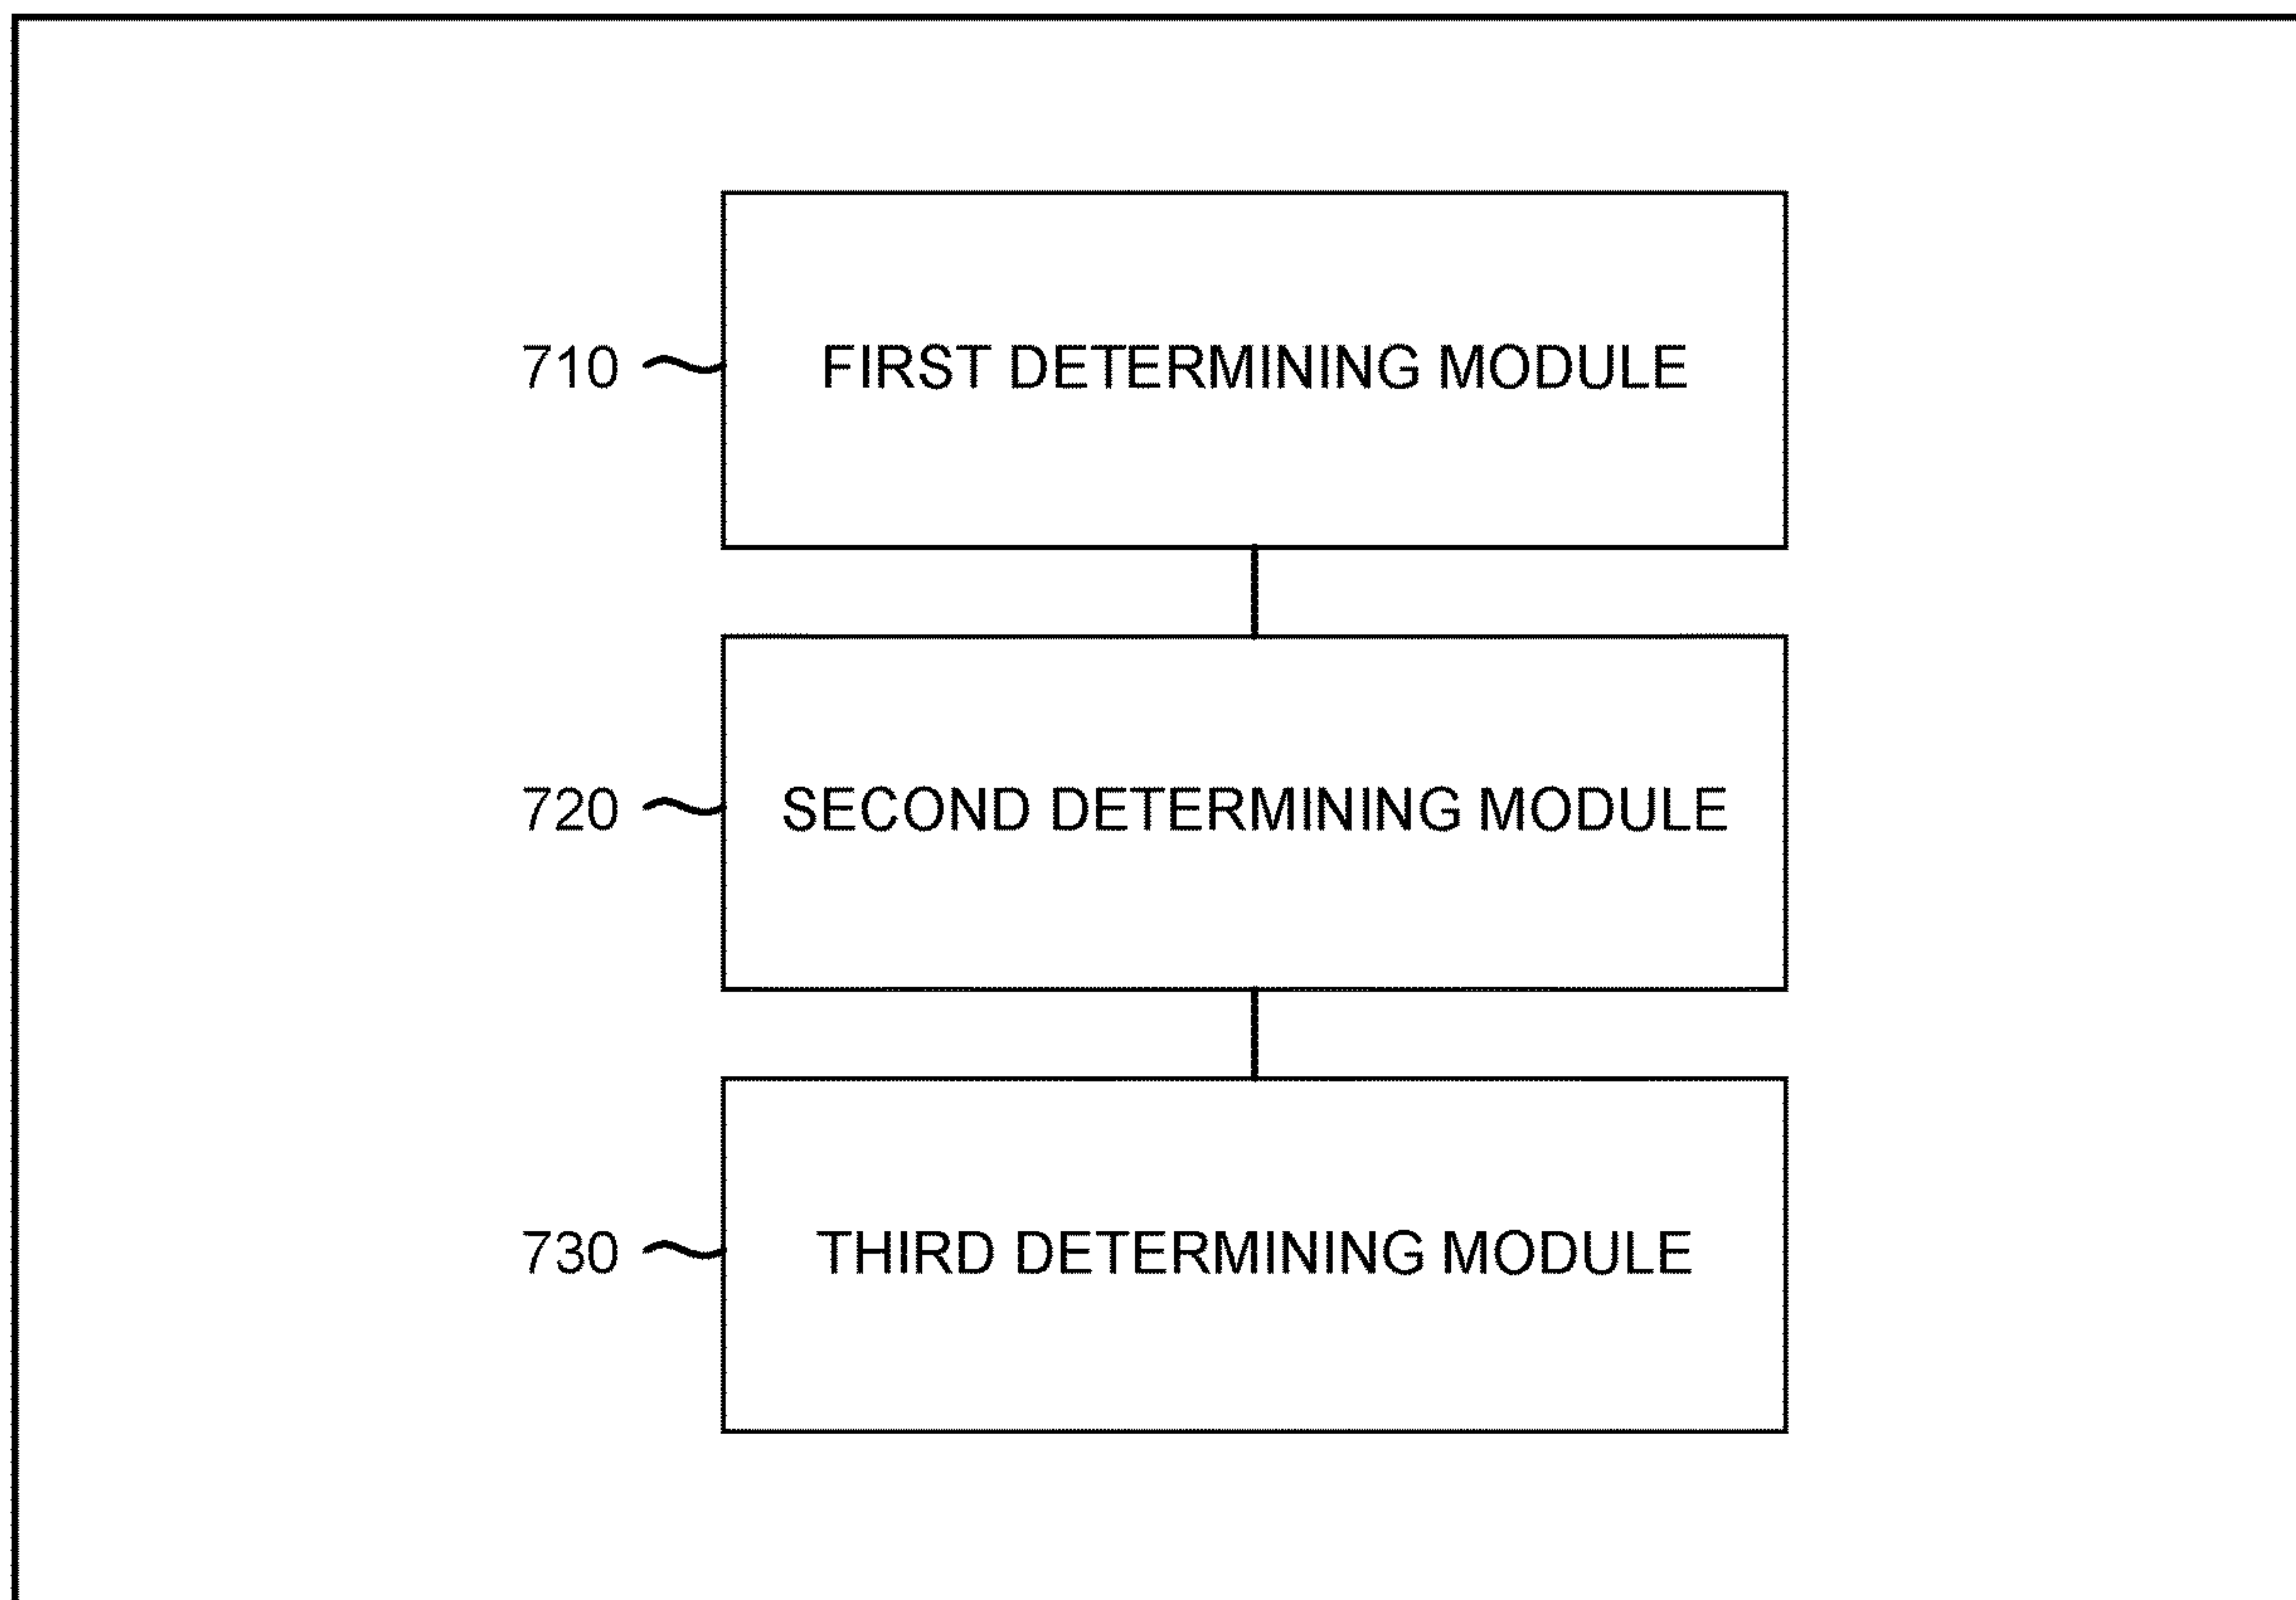 710 FIRST DETERMINING MODULE
720 SECOND DETERMINING MODULE
730 THIRD DETERMINING MODULE